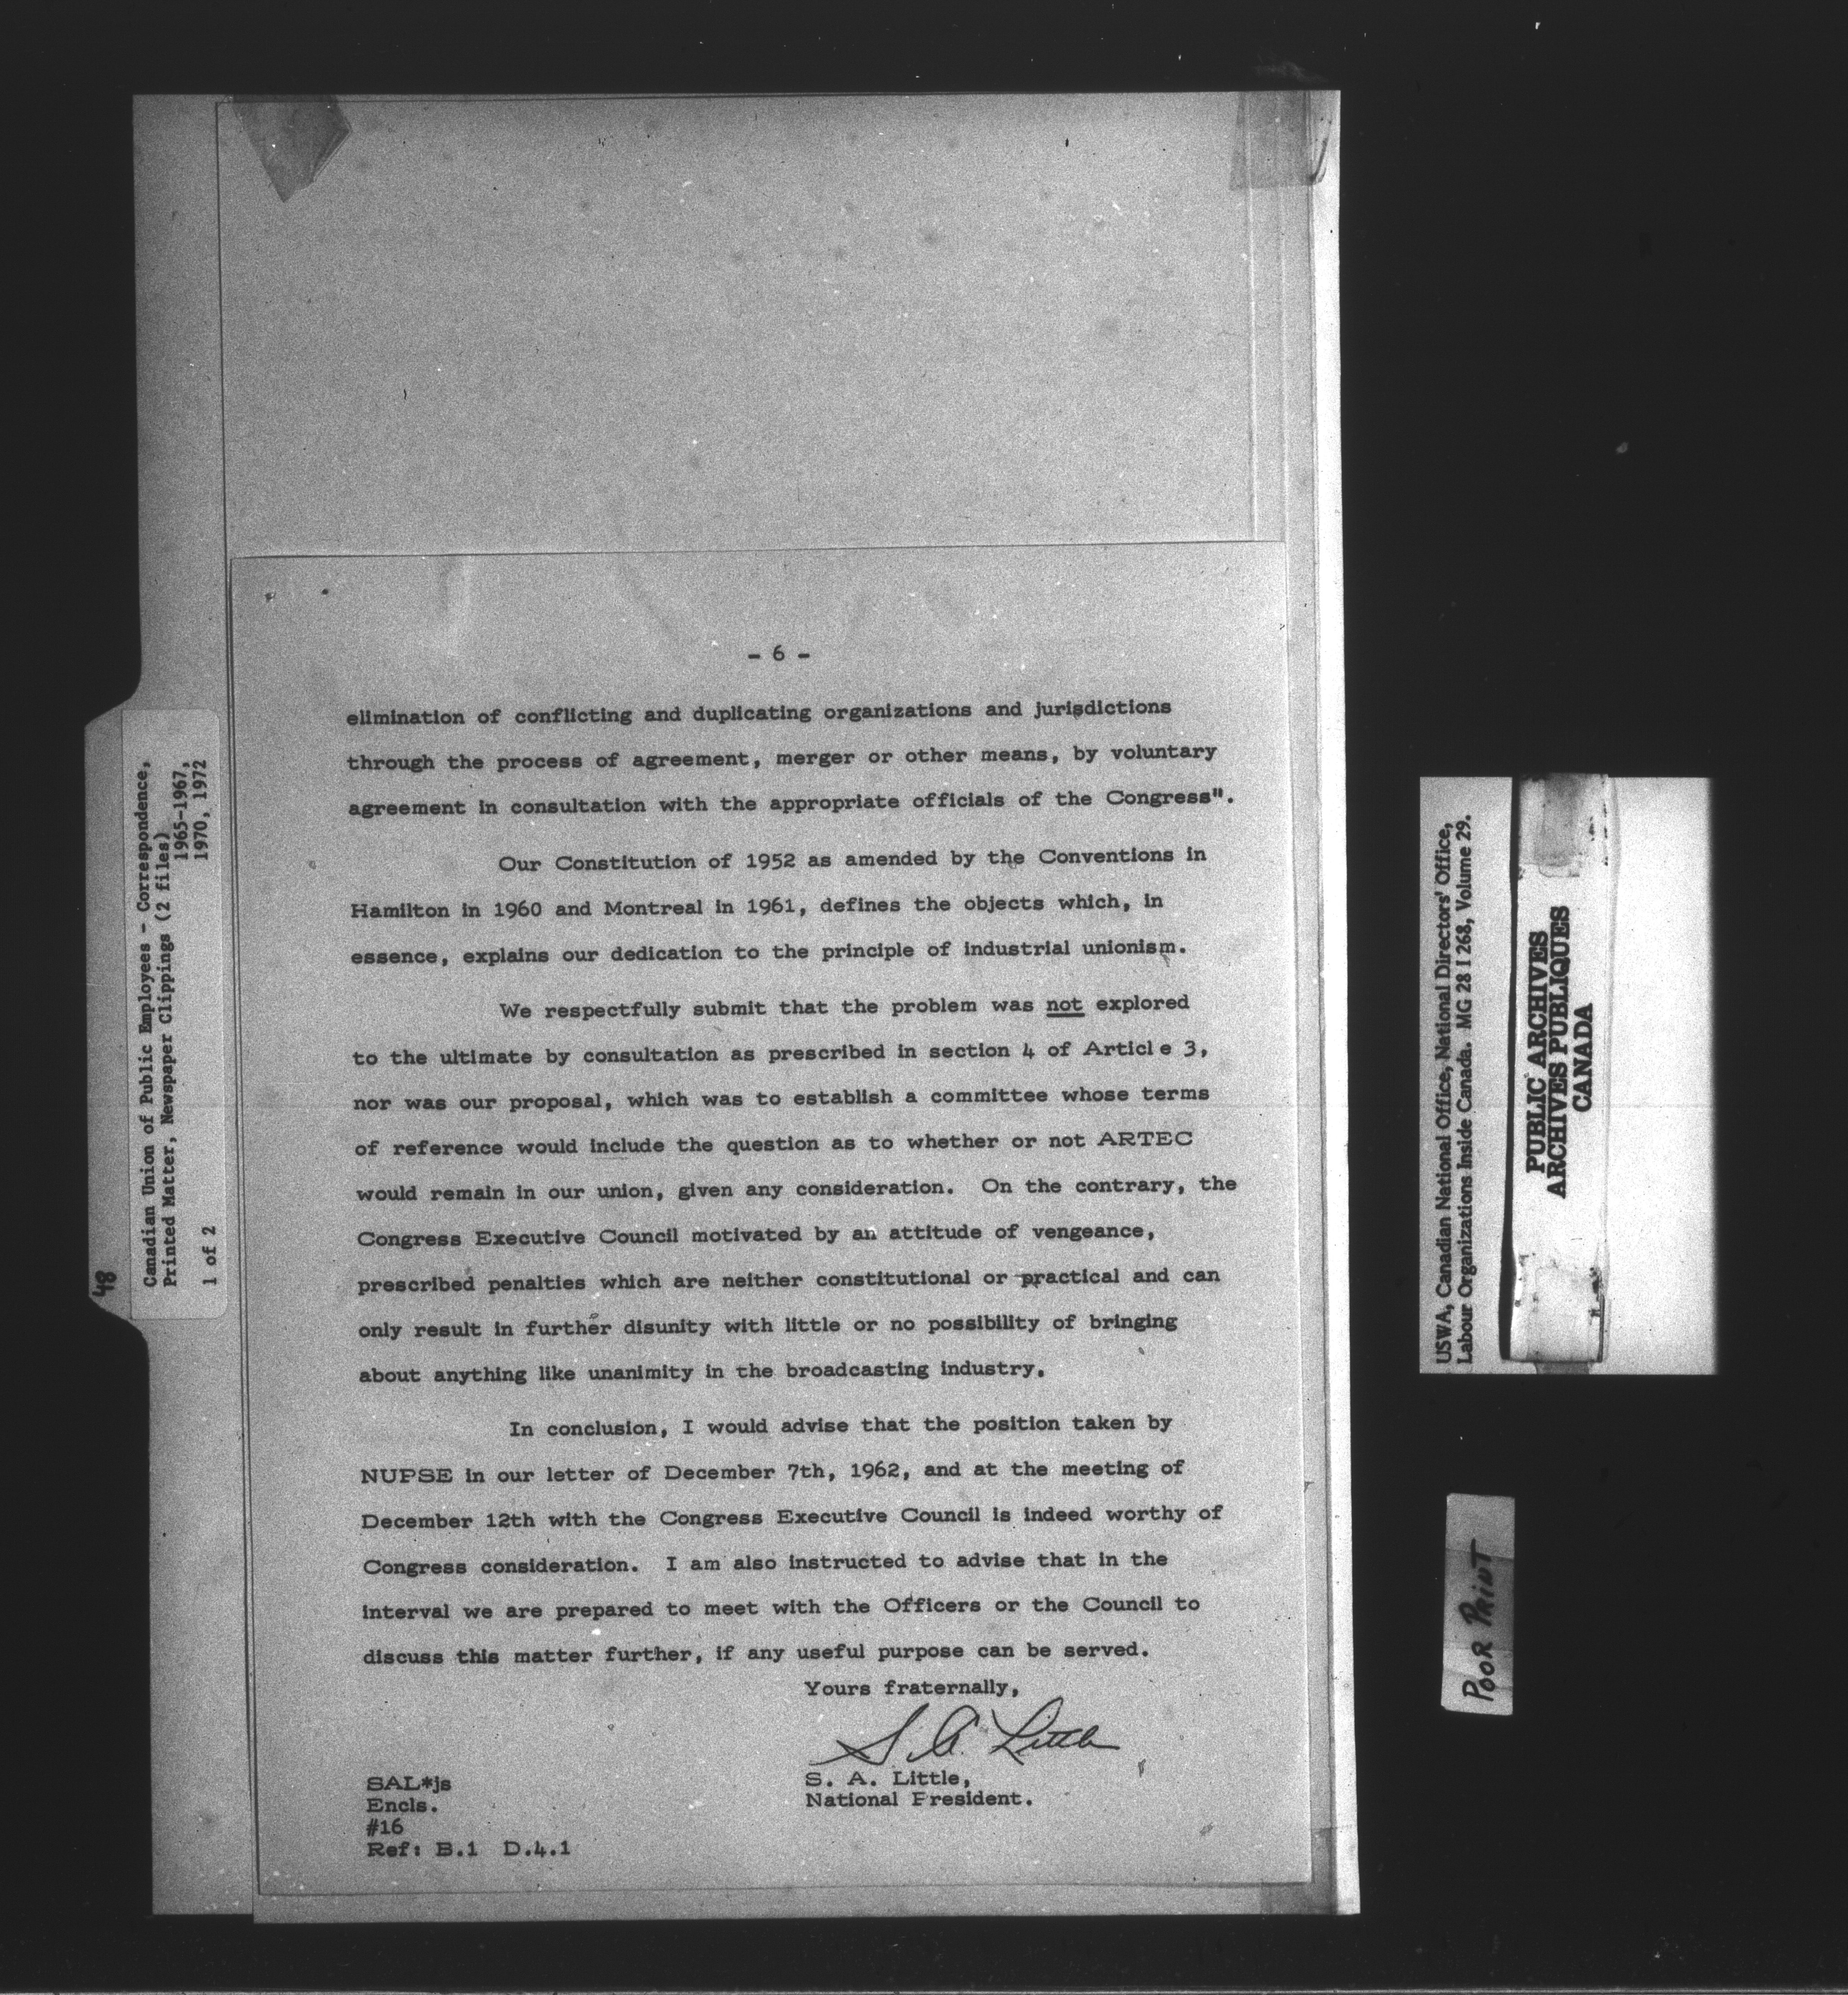 - 6 -
elimination of conflicting and duplicating organizations and jurisdictions
through the process of agreement, merger or other means, by voluntary
agreement in consultation with the appropriate officials of the Congress".
Our Constitution of 1952 as amended by the Conventions in
Hamilton in 1960 and Montreal in 1961, defines the objects which, in
essence, explains our dedication to the principle of industrial unionism.
We respectfully submit that the problem was not explored
to the ultimate by consultation as prescribed in section 4 of Article 3,
nor was our proposal, which was to establish a committee whose terms
of reference would include the question as to whether or not ARTEC
would remain in our union, given any consideration. On the contrary, the
Congress Executive Council motivated by an attitude of vengeance,
prescribed penalties which are neither constitutional or practical and can
only result in further disunity with little or no possibility of bringing
about anything like unanimity in the broadcasting industry.
In conclusion, I would advise that the position taken by
NUPSE in our letter of December 7th, 1962, and at the meeting of
December 12th with the Congress Executive Council is indeed worthy of
Congress consideration. I am also instructed to advise that in the
interval we are prepared to meet with the Officers or the Council to
discuss this matter further, if any useful purpose can be served.
Yours fraternally,
S. A. Little
S. A. Little,
National President.
SAL*js
Encls.
#16
Ref: B.1 D.4.1
48
Canadian Union of Public Employees - Correspondence,
Printed Matter, Newspaper Clippings (2 files)
1965-1967,
1970, 1972
1 of 2
USWA, Canadian National Office, National Directors' Office,
Labour Organizations Inside Canada. MG 28 I 268, Volume 29.
PUBLIC ARCHIVES
ARCHIVES PUBLIQUES
CANADA
POOR PRINT